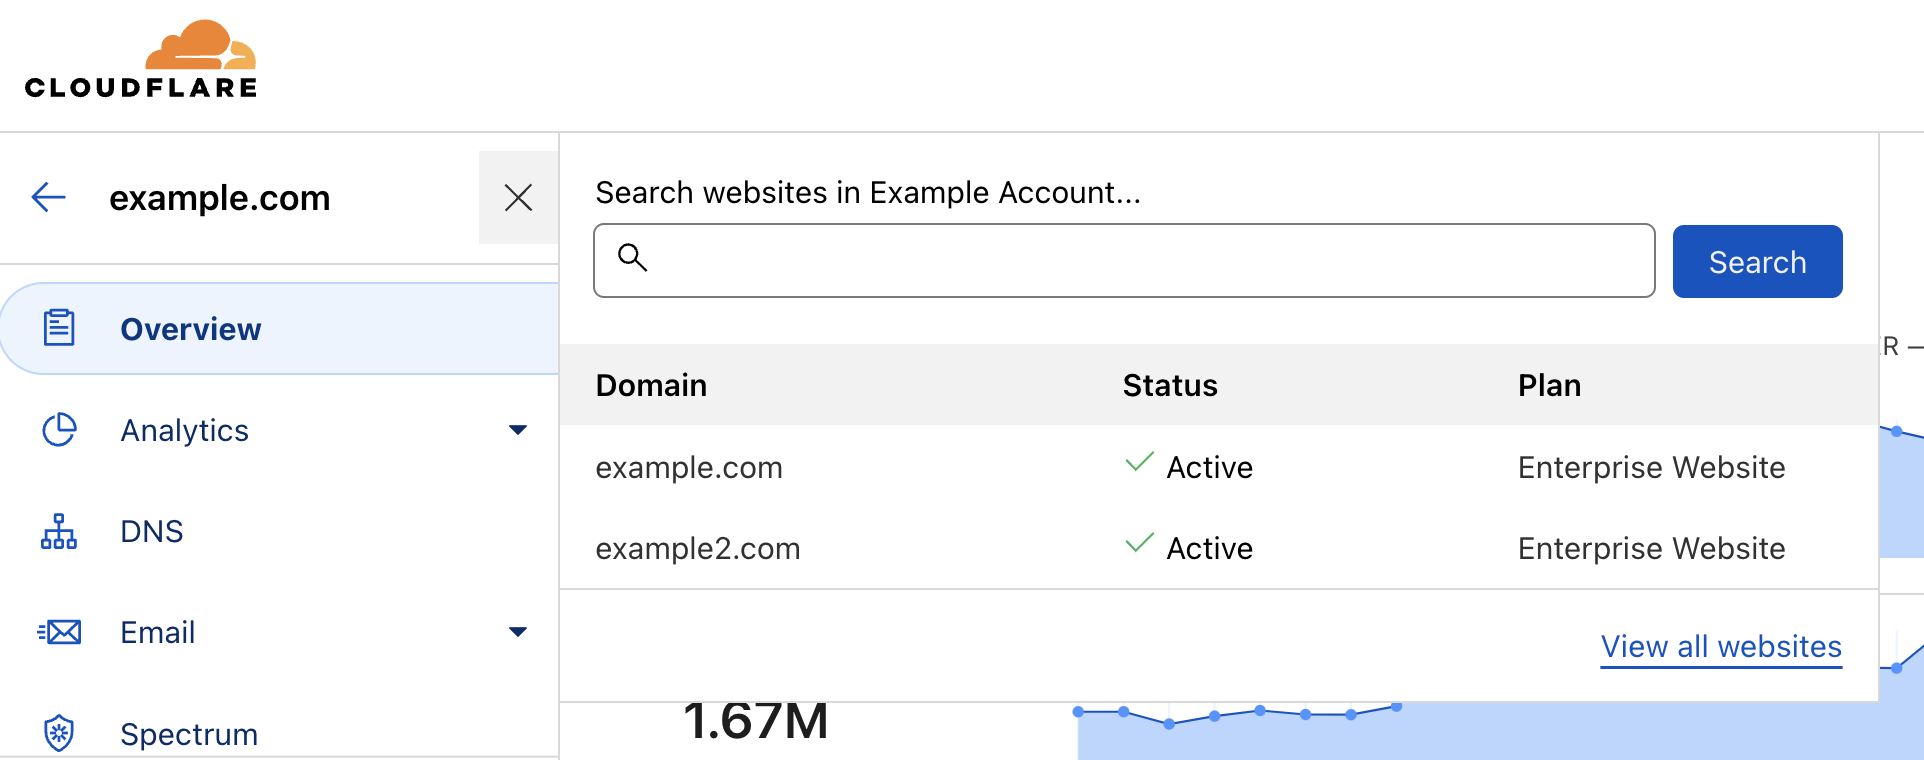 CLOUDFLARE
example.com
Search websites in Example Account...
Search
Overview
Analytics
DNS
Email
Spectrum
Domain Status Plan
example.com Active Enterprise Website
example2.com Active Enterprise Website
View all websites
1.67M